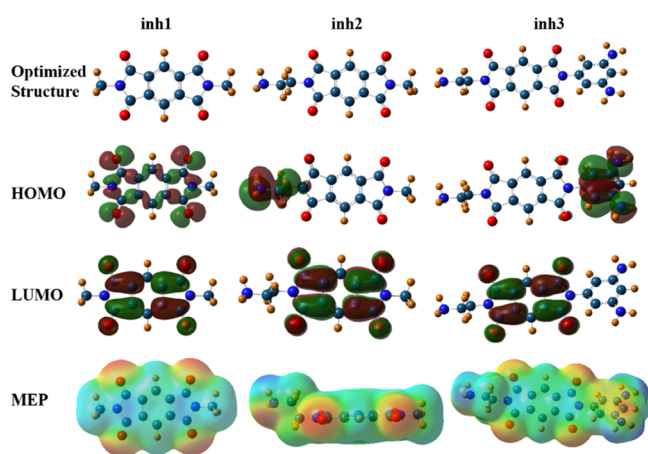 inh1 inh2 inh3
Optimized
Structure
HOMO
LUMO
MEP